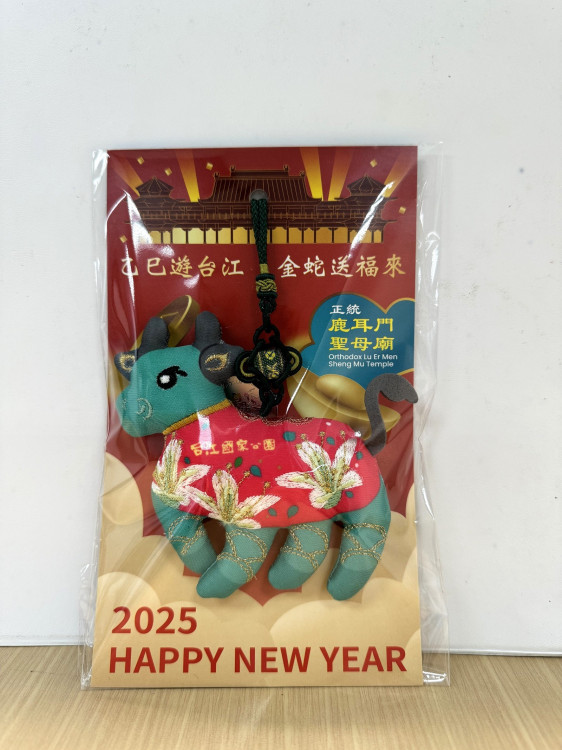 乙巳遊台江 金蛇送福來
正統
鹿耳門
聖母廟
Orthodox Lu Er Men
Sheng Mu Temple
台江國家公園
2025
HAPPY NEW YEAR